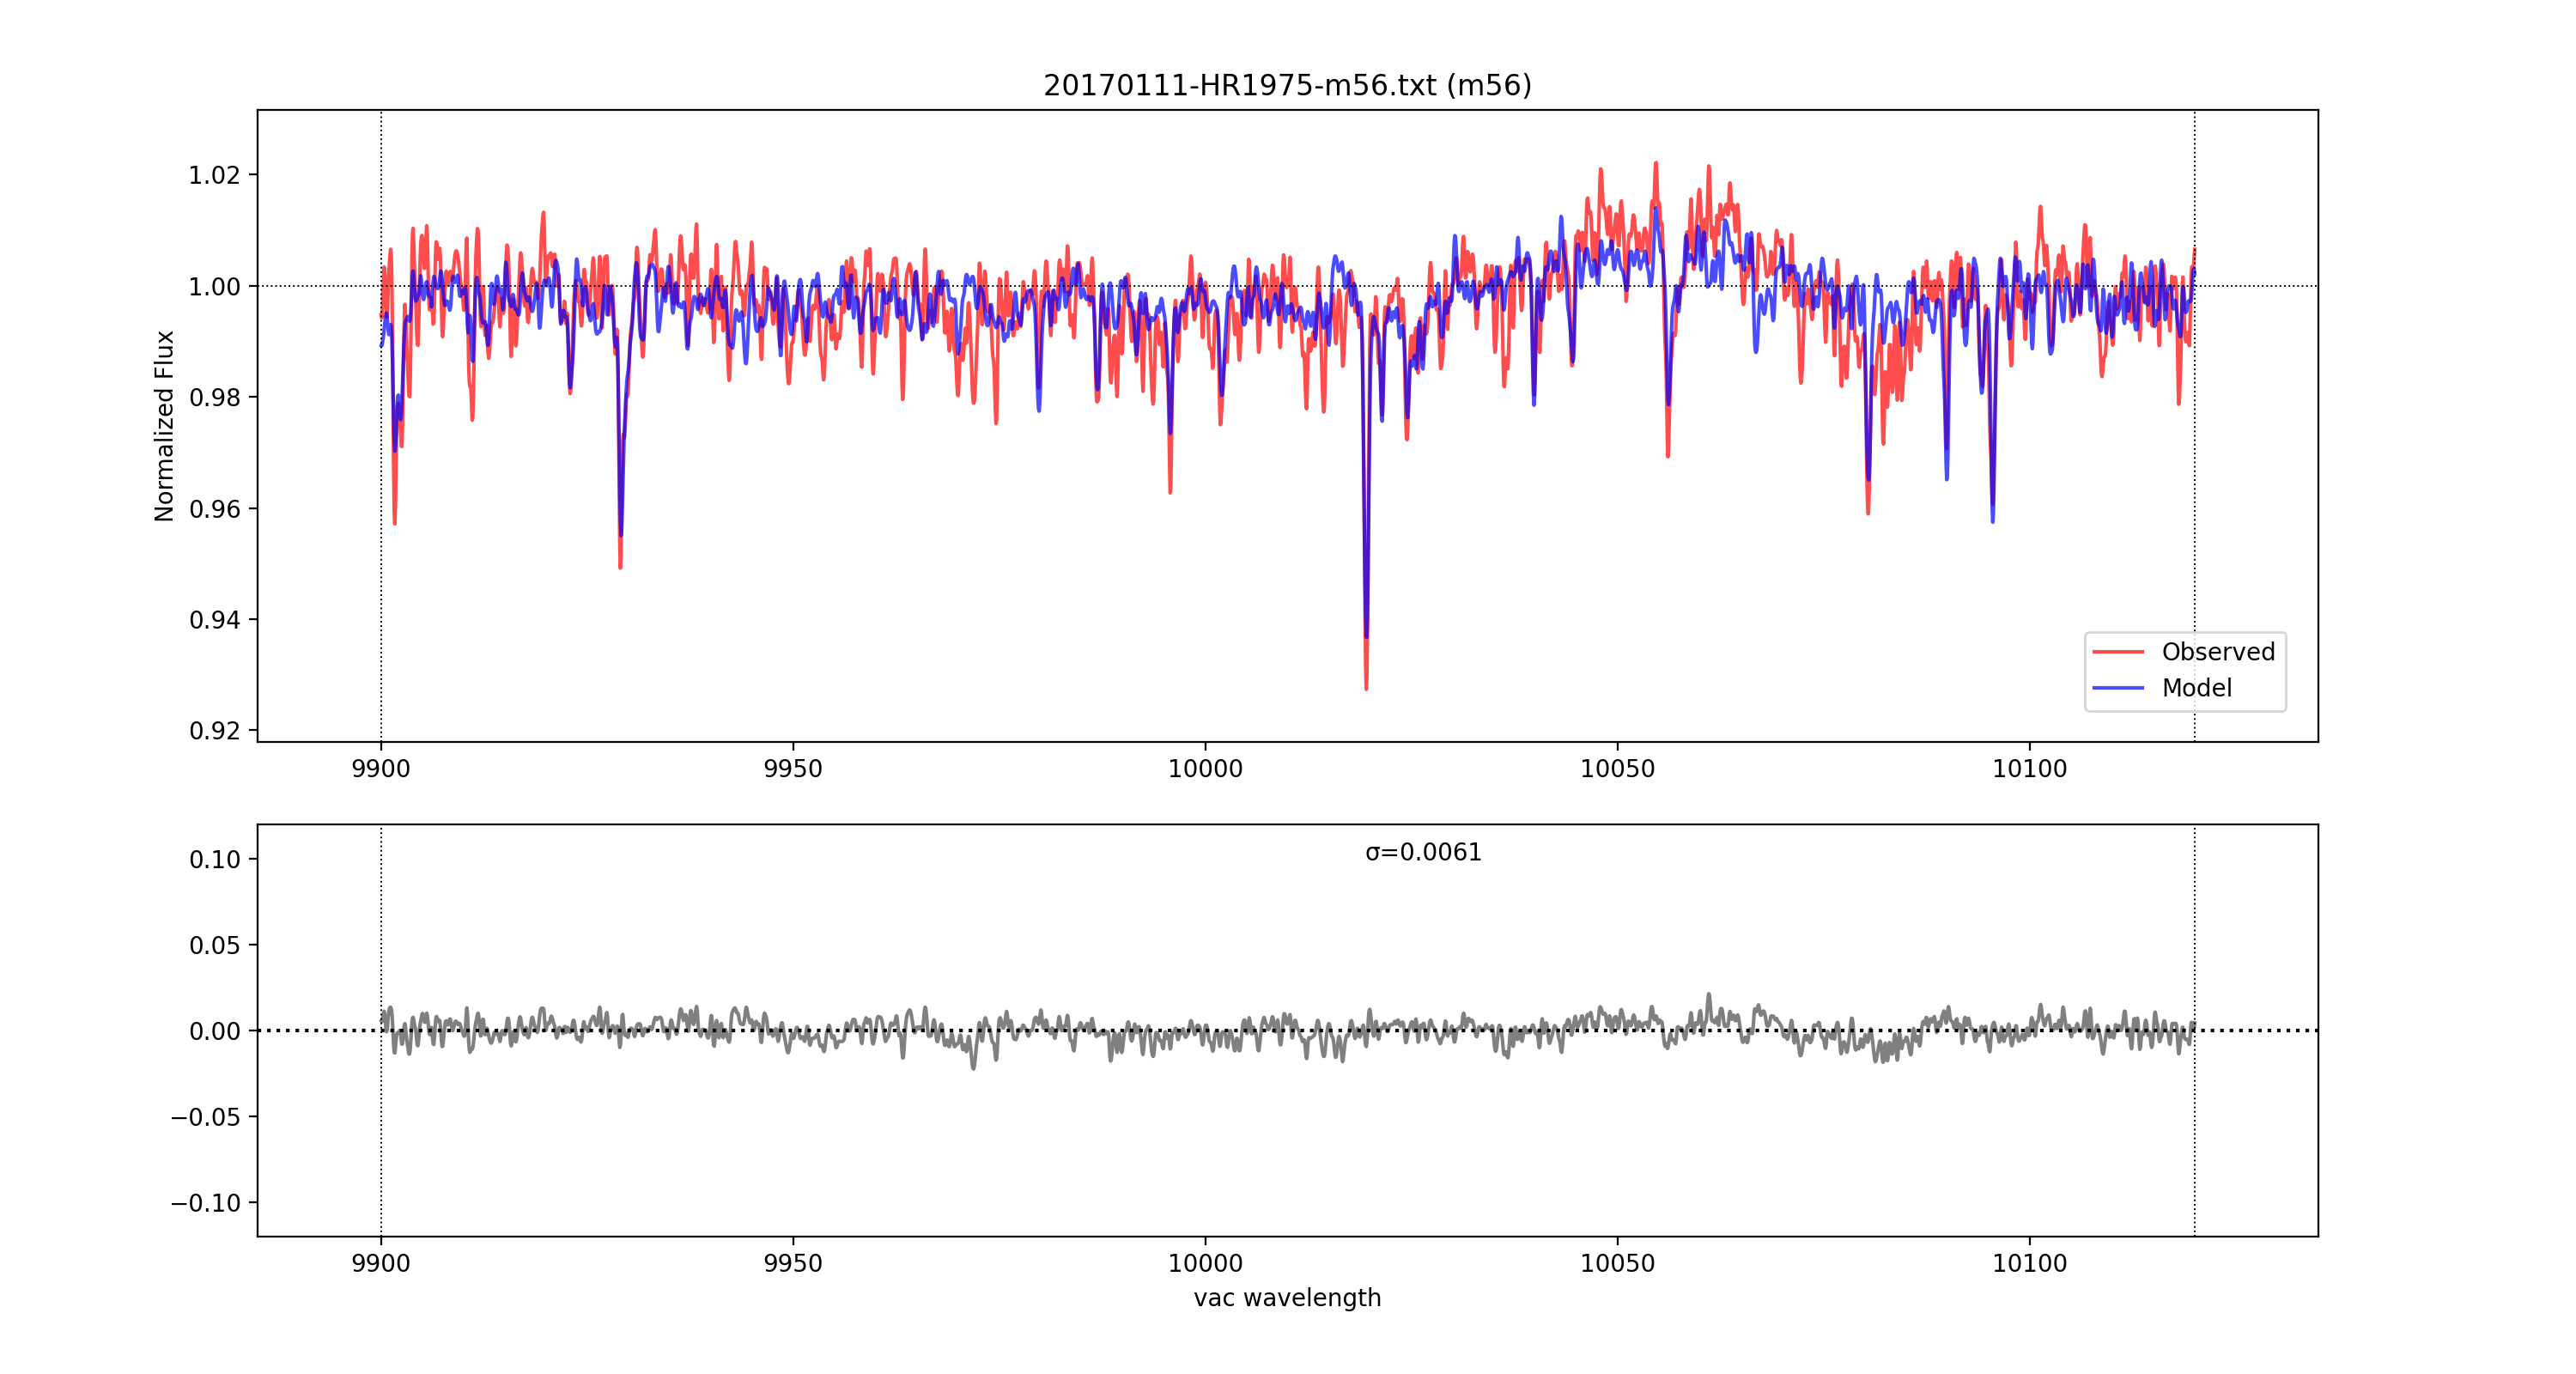 20170111-HR1975-m56.txt (m56)
Normalized Flux
1.02
1.00
0.98
0.96
0.94
0.92
9900 9950 10000 10050 10100
Observed
Model
σ=0.0061
0.10
0.05
0.00
−0.05
−0.10
9900 9950 10000 10050 10100
vac wavelength